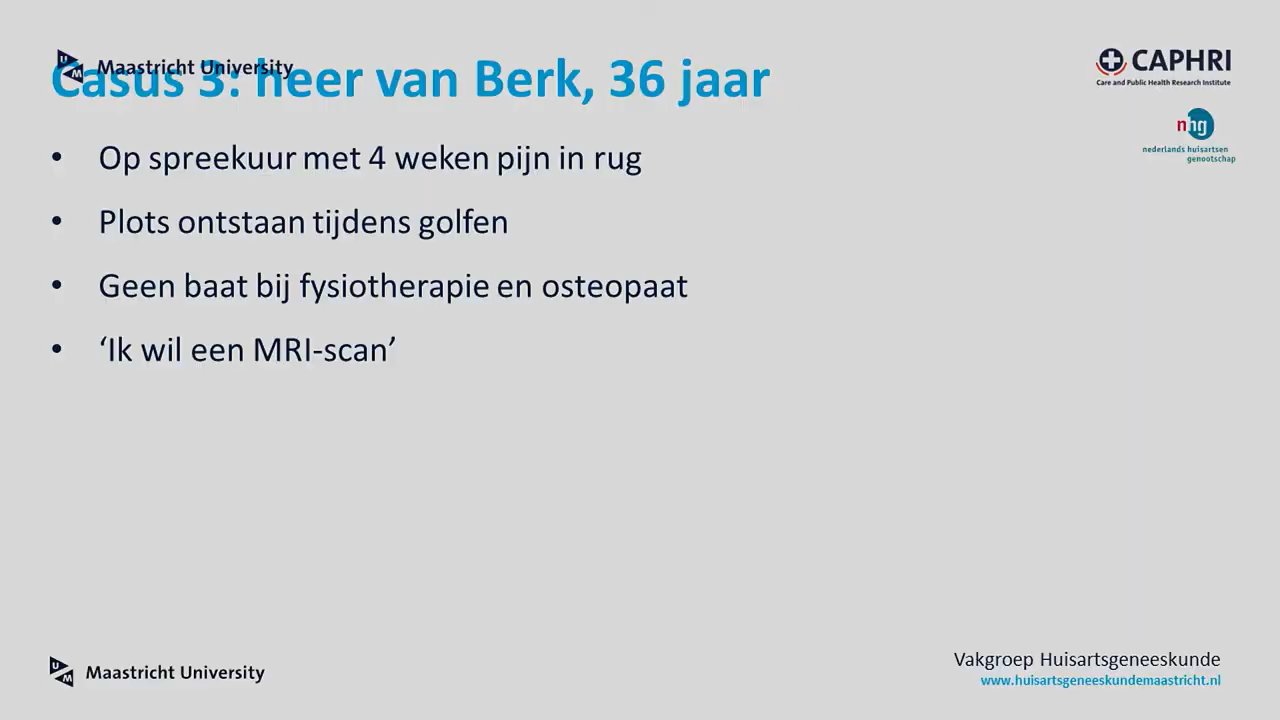 Maastricht University
Casus 3: heer van Berk, 36 jaar
CAPHRI
Care and Public Health Research Institute
nhg
nederlands huisartsen
genootschap
• Op spreekuur met 4 weken pijn in rug
• Plots ontstaan tijdens golfen
• Geen baat bij fysiotherapie en osteopaat
• ‘Ik wil een MRI-scan’
UM Maastricht University
Vakgroep Huisartsgeneeskunde
www.huisartsgeneeskundemaastricht.nl